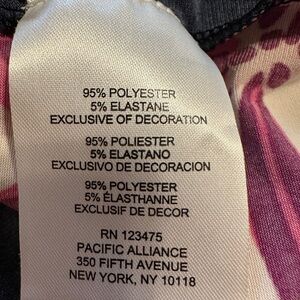 95% POLYESTER
5% ELASTANE
EXCLUSIVE OF DECORATION
95% POLIESTER
5% ELASTANO
EXCLUSIVO DE DECORACION
95% POLYESTER
5% ÉLASTHANNE
EXCLUSIF DE DECOR
RN 123475
PACIFIC ALLIANCE
350 FIFTH AVENUE
NEW YORK, NY 10118